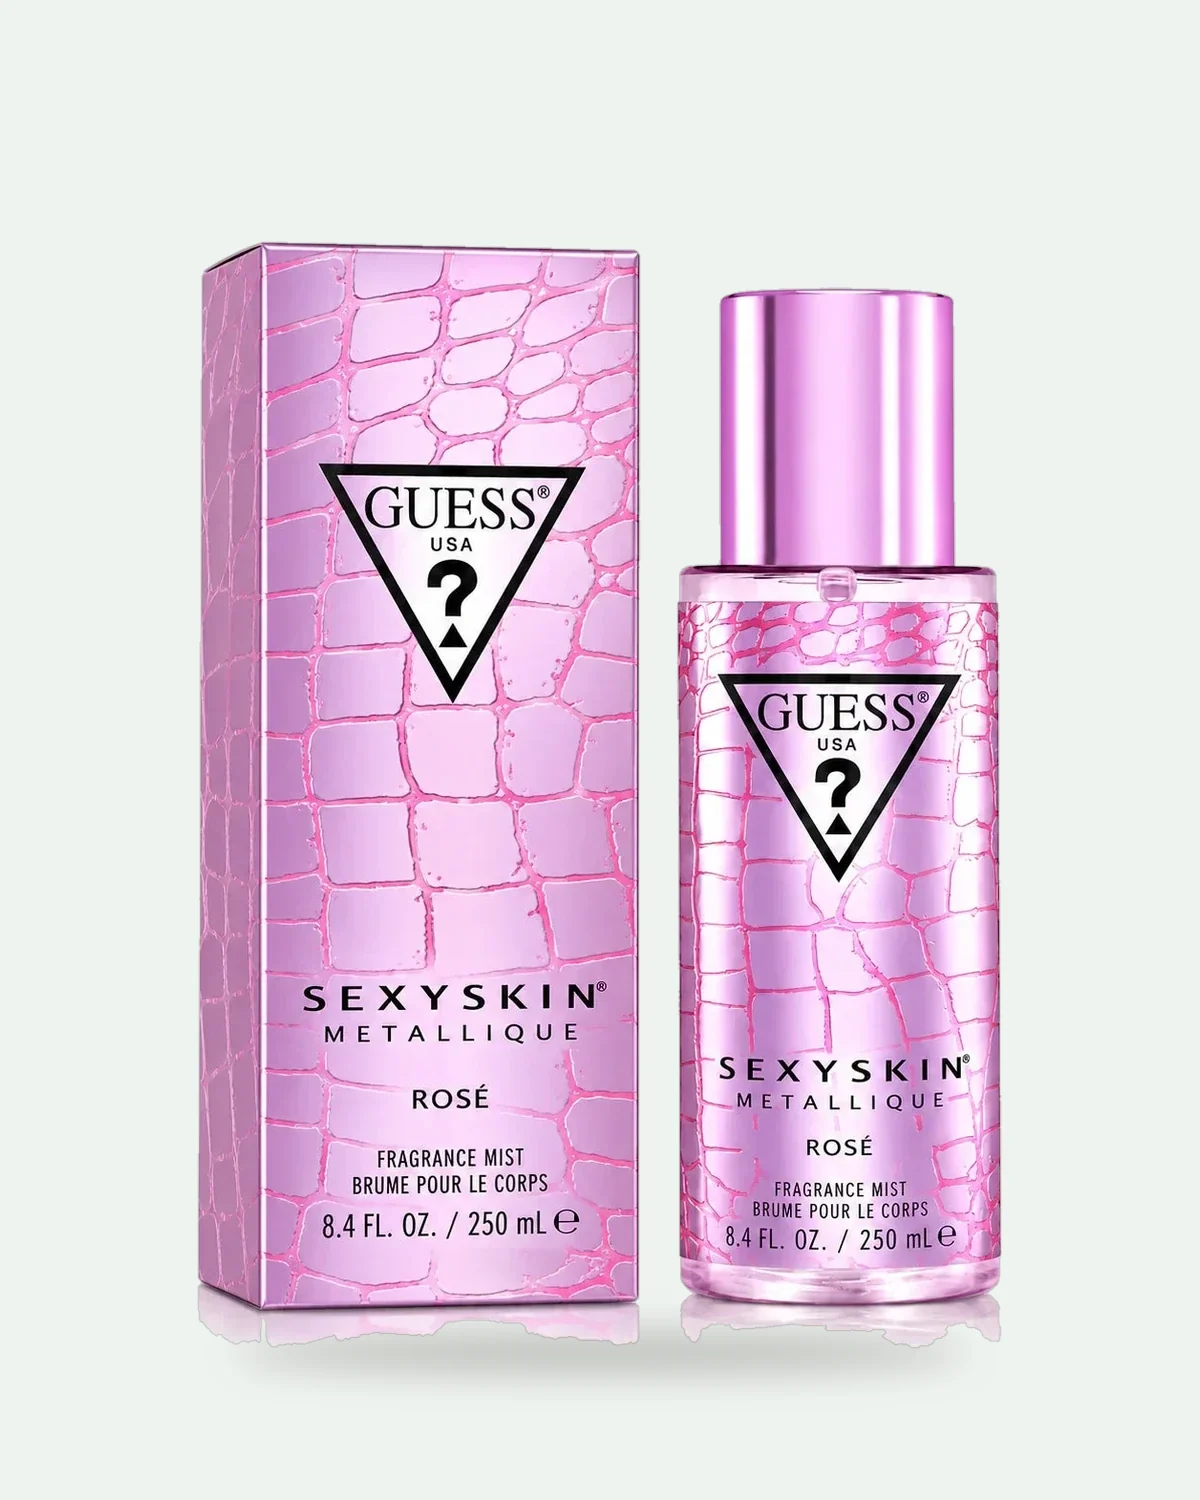 GUESS®
USA
?
SEXYSKIN®
METALLIQUE
ROSÉ
FRAGRANCE MIST
BRUME POUR LE CORPS
8.4 FL. OZ. / 250 mL ℮
GUESS®
USA
?
SEXYSKIN®
METALLIQUE
ROSÉ
FRAGRANCE MIST
BRUME POUR LE CORPS
8.4 FL. OZ. / 250 mL ℮